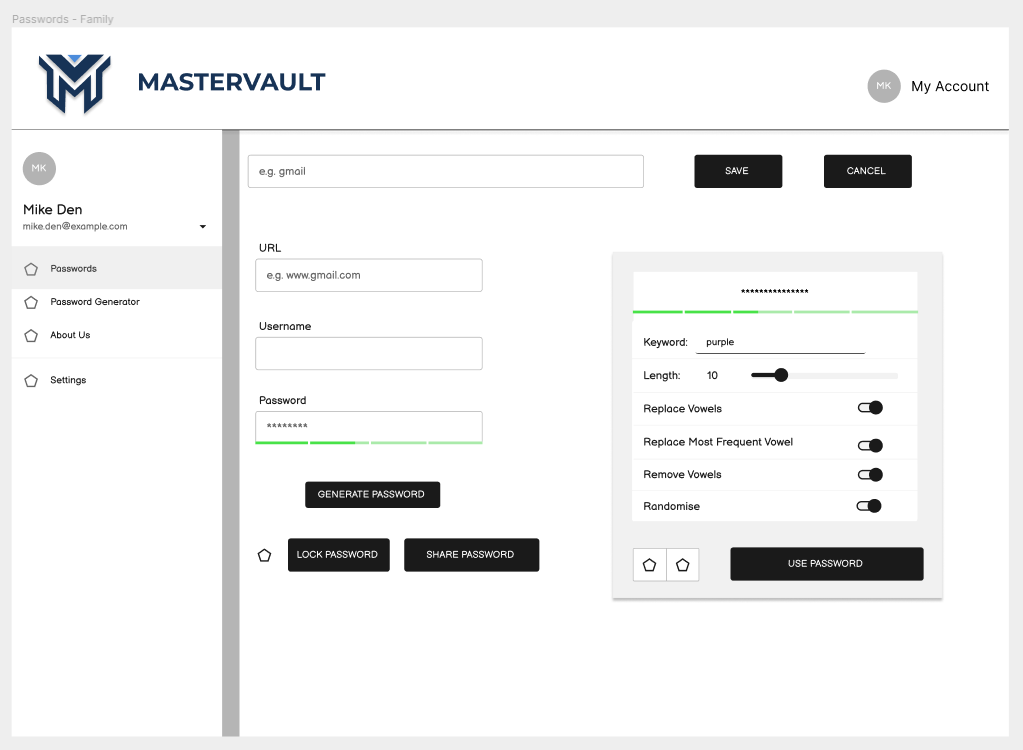 Passwords - Family
MASTERVAULT
MK
My Account
MK
Mike Den
mike.den@example.com
Passwords
Password Generator
About Us
Settings
e.g. gmail
SAVE
CANCEL
URL
e.g. www.gmail.com
Username
Password
********
GENERATE PASSWORD
LOCK PASSWORD
SHARE PASSWORD
***************
Keyword: purple
Length: 10
Replace Vowels
Replace Most Frequent Vowel
Remove Vowels
Randomise
USE PASSWORD